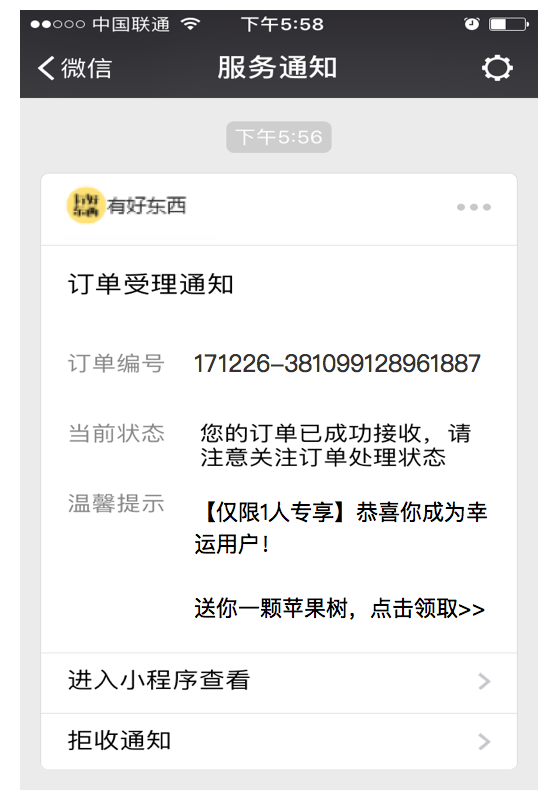 中国联通 下午5:58
微信 服务通知
下午5:56
有好东西
有好东西
订单受理通知
订单编号 171226-381099128961887
当前状态 您的订单已成功接收，请
注意关注订单处理状态
温馨提示 【仅限1人专享】恭喜你成为幸
运用户！
送你一颗苹果树，点击领取>>
进入小程序查看
拒收通知